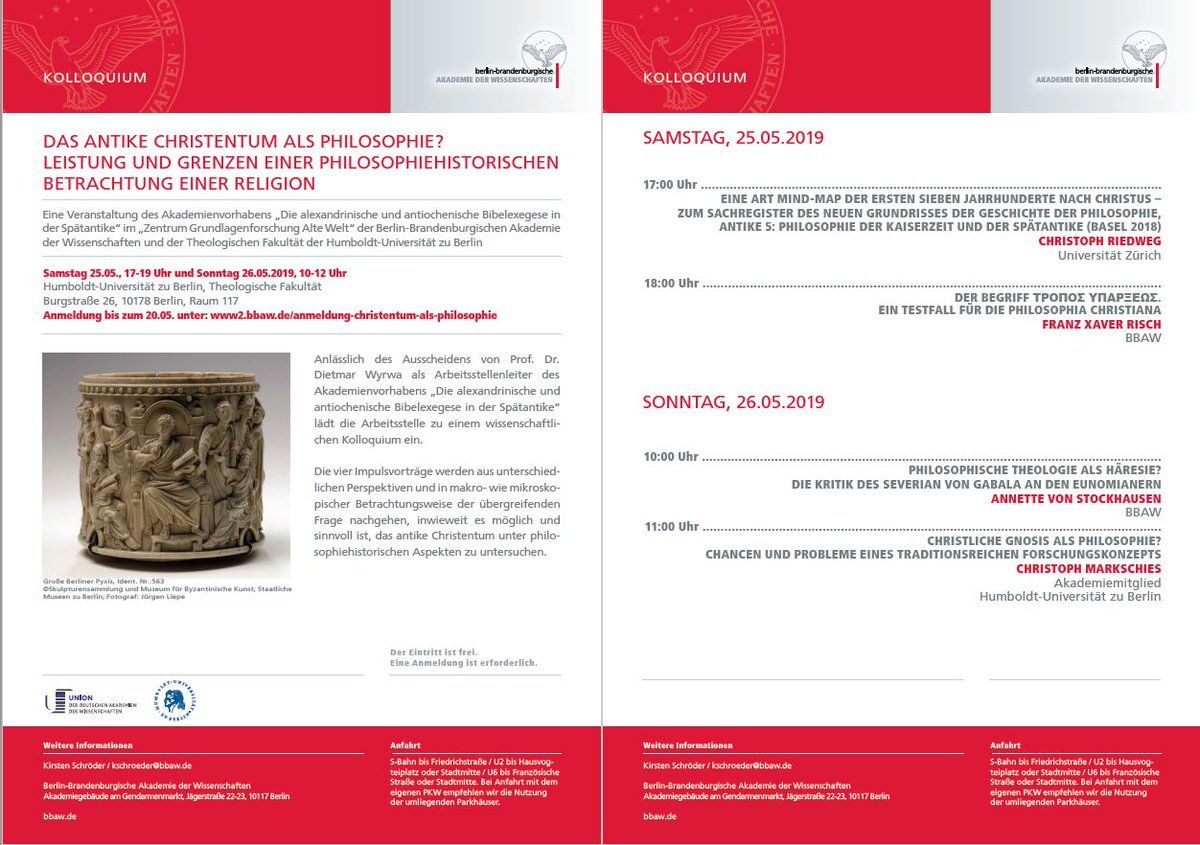 KOLLOQUIUM
berlin-brandenburgische
AKADEMIE DER WISSENSCHAFTEN
DAS ANTIKE CHRISTENTUM ALS PHILOSOPHIE?
LEISTUNG UND GRENZEN EINER PHILOSOPHIEHISTORISCHEN
BETRACHTUNG EINER RELIGION
Eine Veranstaltung des Akademienvorhabens „Die alexandrinische und antiochenische Bibelexegese in
der Spätantike“ im „Zentrum Grundlagenforschung Alte Welt“ der Berlin-Brandenburgischen Akademie
der Wissenschaften und der Theologischen Fakultät der Humboldt-Universität zu Berlin
Samstag 25.05., 17-19 Uhr und Sonntag 26.05.2019, 10-12 Uhr
Humboldt-Universität zu Berlin, Theologische Fakultät
Burgstraße 26, 10178 Berlin, Raum 117
Anmeldung bis zum 20.05. unter: www2.bbaw.de/anmeldung-christentum-als-philosophie
Anlässlich des Ausscheidens von Prof. Dr.
Dietmar Wyrwa als Arbeitsstellenleiter des
Akademienvorhabens „Die alexandrinische und
antiochenische Bibelexegese in der Spätantike“
lädt die Arbeitsstelle zu einem wissenschaftli-
chen Kolloquium ein.
Die vier Impulsvorträge werden aus unterschied-
lichen Perspektiven und in makro- wie mikrosko-
pischer Betrachtungsweise der übergreifenden
Frage nachgehen, inwieweit es möglich und
sinnvoll ist, das antike Christentum unter philo-
sophiehistorischen Aspekten zu untersuchen.
Große Berliner Pyxis, Ident. Nr.:563
©Skulpturensammlung und Museum für Byzantinische Kunst, Staatliche
Museen zu Berlin; Fotograf: Jürgen Liepe
Der Eintritt ist frei.
Eine Anmeldung ist erforderlich.
UNION
DER DEUTSCHEN AKADEMIEN
DER WISSENSCHAFTEN
Weitere Informationen
Kirsten Schröder / kschroeder@bbaw.de
Berlin-Brandenburgische Akademie der Wissenschaften
Akademiegebäude am Gendarmenmarkt, Jägerstraße 22-23, 10117 Berlin
bbaw.de
Anfahrt
S-Bahn bis Friedrichstraße / U2 bis Hausvog-
teiplatz oder Stadtmitte / U6 bis Französische
Straße oder Stadtmitte. Bei Anfahrt mit dem
eigenen PKW empfehlen wir die Nutzung
der umliegenden Parkhäuser.
KOLLOQUIUM
berlin-brandenburgische
AKADEMIE DER WISSENSCHAFTEN
SAMSTAG, 25.05.2019
17:00 Uhr
EINE ART MIND-MAP DER ERSTEN SIEBEN JAHRHUNDERTE NACH CHRISTUS –
ZUM SACHREGISTER DES NEUEN GRUNDRISSES DER GESCHICHTE DER PHILOSOPHIE,
ANTIKE 5: PHILOSOPHIE DER KAISERZEIT UND DER SPÄTANTIKE (BASEL 2018)
CHRISTOPH RIEDWEG
Universität Zürich
18:00 Uhr
DER BEGRIFF ΤΡΟΠΟΣ ΥΠΑΡΞΕΩΣ.
EIN TESTFALL FÜR DIE PHILOSOPHIA CHRISTIANA
FRANZ XAVER RISCH
BBAW
SONNTAG, 26.05.2019
10:00 Uhr
PHILOSOPHISCHE THEOLOGIE ALS HÄRESIE?
DIE KRITIK DES SEVERIAN VON GABALA AN DEN EUNOMIANERN
ANNETTE VON STOCKHAUSEN
BBAW
11:00 Uhr
CHRISTLICHE GNOSIS ALS PHILOSOPHIE?
CHANCEN UND PROBLEME EINES TRADITIONSREICHEN FORSCHUNGSKONZEPTS
CHRISTOPH MARKSCHIES
Akademiemitglied
Humboldt-Universität zu Berlin
Weitere Informationen
Kirsten Schröder / kschroeder@bbaw.de
Berlin-Brandenburgische Akademie der Wissenschaften
Akademiegebäude am Gendarmenmarkt, Jägerstraße 22-23, 10117 Berlin
bbaw.de
Anfahrt
S-Bahn bis Friedrichstraße / U2 bis Hausvog-
teiplatz oder Stadtmitte / U6 bis Französische
Straße oder Stadtmitte. Bei Anfahrt mit dem
eigenen PKW empfehlen wir die Nutzung
der umliegenden Parkhäuser.